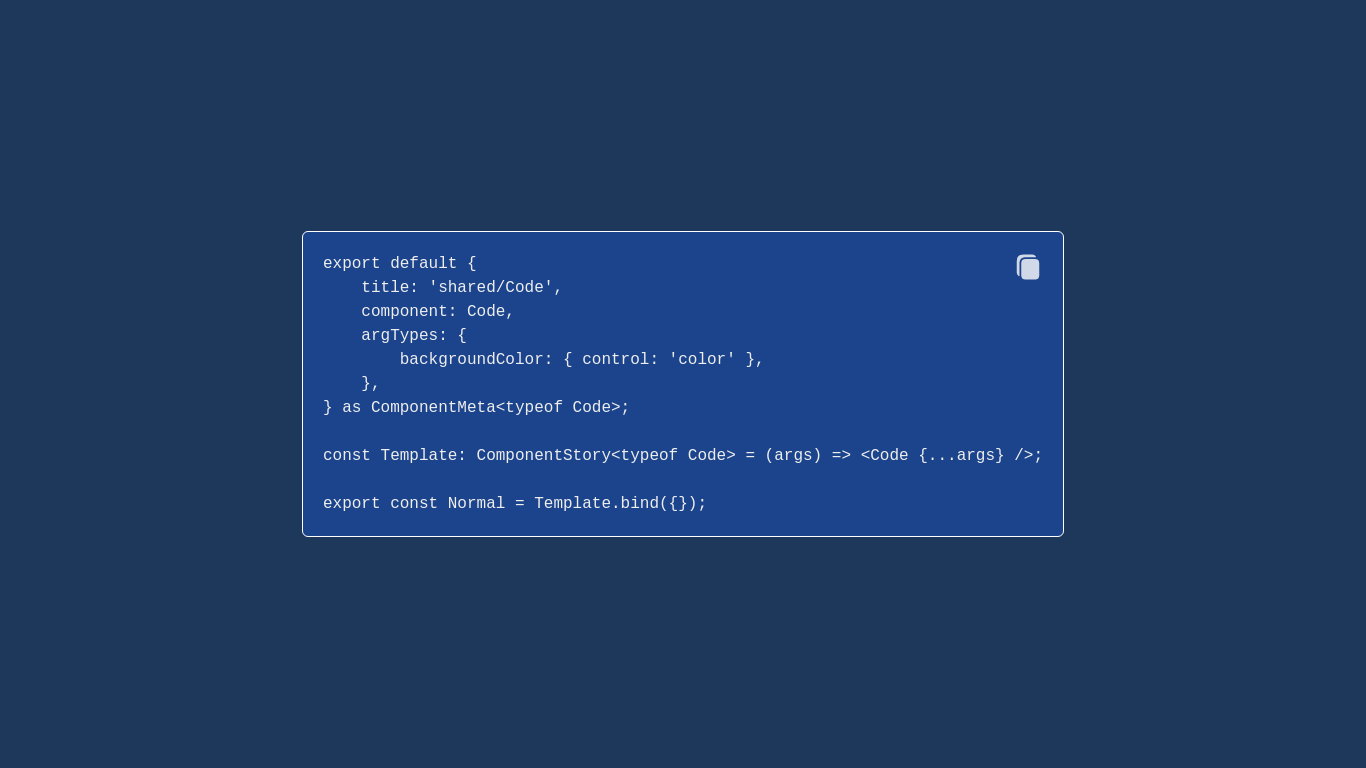 export default {
    title: 'shared/Code',
    component: Code,
    argTypes: {
        backgroundColor: { control: 'color' },
    },
} as ComponentMeta<typeof Code>;

const Template: ComponentStory<typeof Code> = (args) => <Code {...args} />;

export const Normal = Template.bind({});